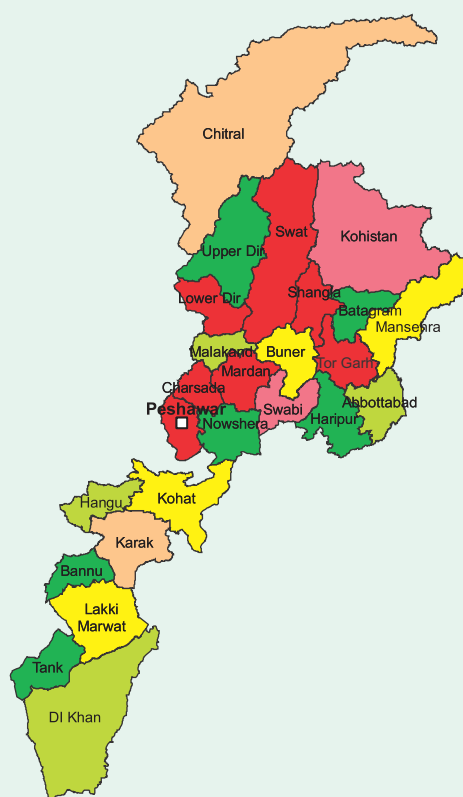 Chitral
Swat
Kohistan
Upper Dir
Shangla
Lower Dir
Batagram
Mansehra
Malakand
Buner
Tor Garh
Mardan
Charsada
Abbottabad
Peshawar
Swabi
Haripur
Nowshera
Kohat
Hangu
Karak
Bannu
Lakki
Marwat
Tank
DI Khan